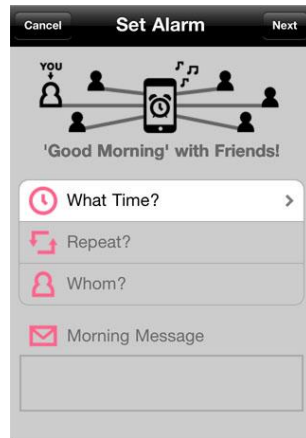 Cancel
Set Alarm
Next
YOU
'Good Morning' with Friends!
What Time?
Repeat?
Whom?
Morning Message